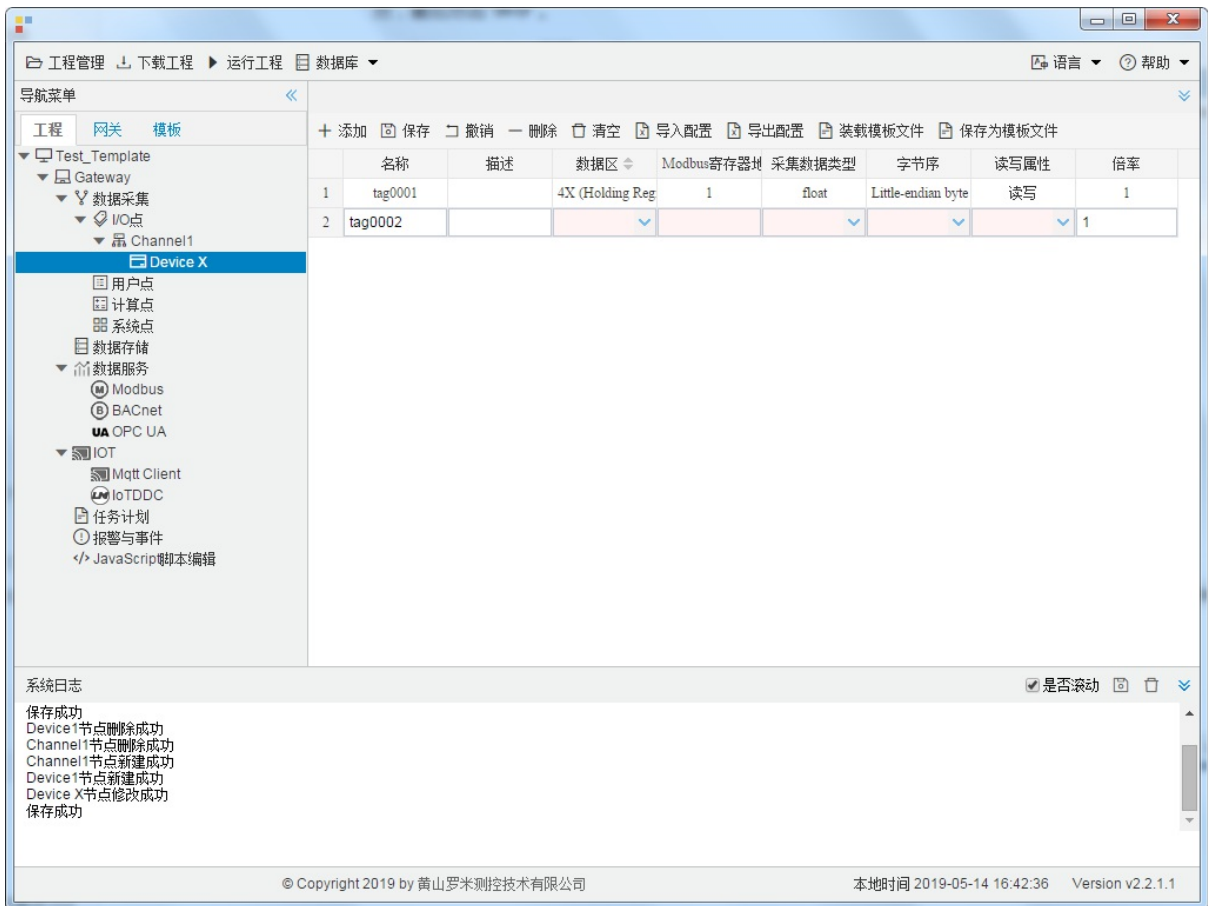 工程管理 下载工程 运行工程 数据库 语言 帮助
导航菜单
工程 网关 模板
添加 保存 撤销 删除 清空 导入配置 导出配置 装载模板文件 保存为模板文件
名称 描述 数据区 Modbus寄存器地 采集数据类型 字节序 读写属性 倍率
1 tag0001 4X (Holding Reg 1 float Little-endian byte 读写 1
2 tag0002 1
Test_Template
Gateway
数据采集
I/O点
Channel1
Device X
用户点
计算点
系统点
数据存储
数据服务
M Modbus
B BACnet
UA OPC UA
IOT
Mqtt Client
LM IoTDDC
任务计划
报警与事件
</> JavaScript脚本编辑
系统日志 是否滚动
保存成功
Device1节点删除成功
Channel1节点删除成功
Channel1节点新建成功
Device1节点新建成功
Device X节点修改成功
保存成功
© Copyright 2019 by 黄山罗米测控技术有限公司 本地时间 2019-05-14 16:42:36 Version v2.2.1.1